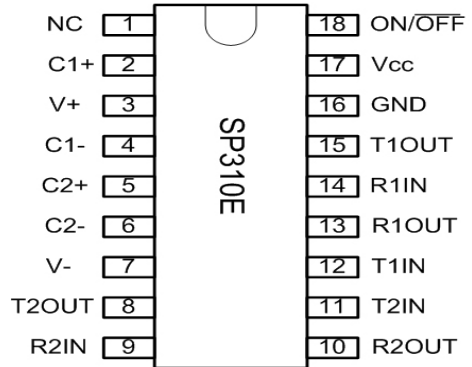 NC 1 18 ON/OFF
C1+ 2 17 Vcc
V+ 3 16 GND
C1- 4 15 T1OUT
C2+ 5 14 R1IN
C2- 6 13 R1OUT
V- 7 12 T1IN
T2OUT 8 11 T2IN
R2IN 9 10 R2OUT
SP310E